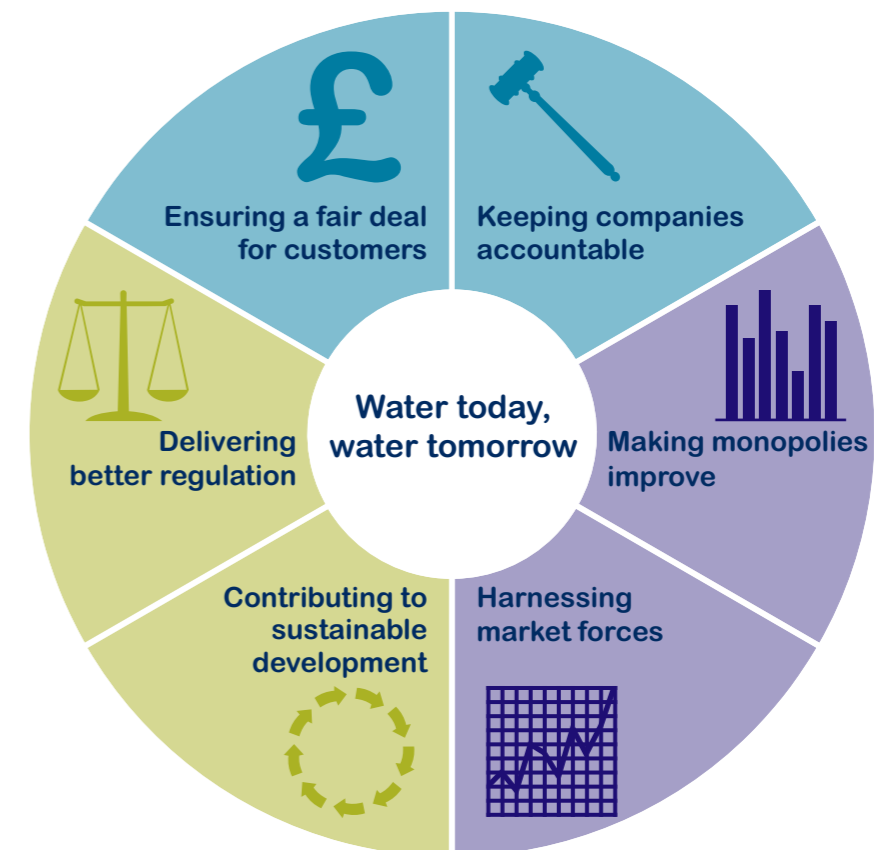 Ensuring a fair deal
for customers
Keeping companies
accountable
Making monopolies
improve
Harnessing
market forces
Contributing to
sustainable
development
Delivering
better regulation
Water today,
water tomorrow
£